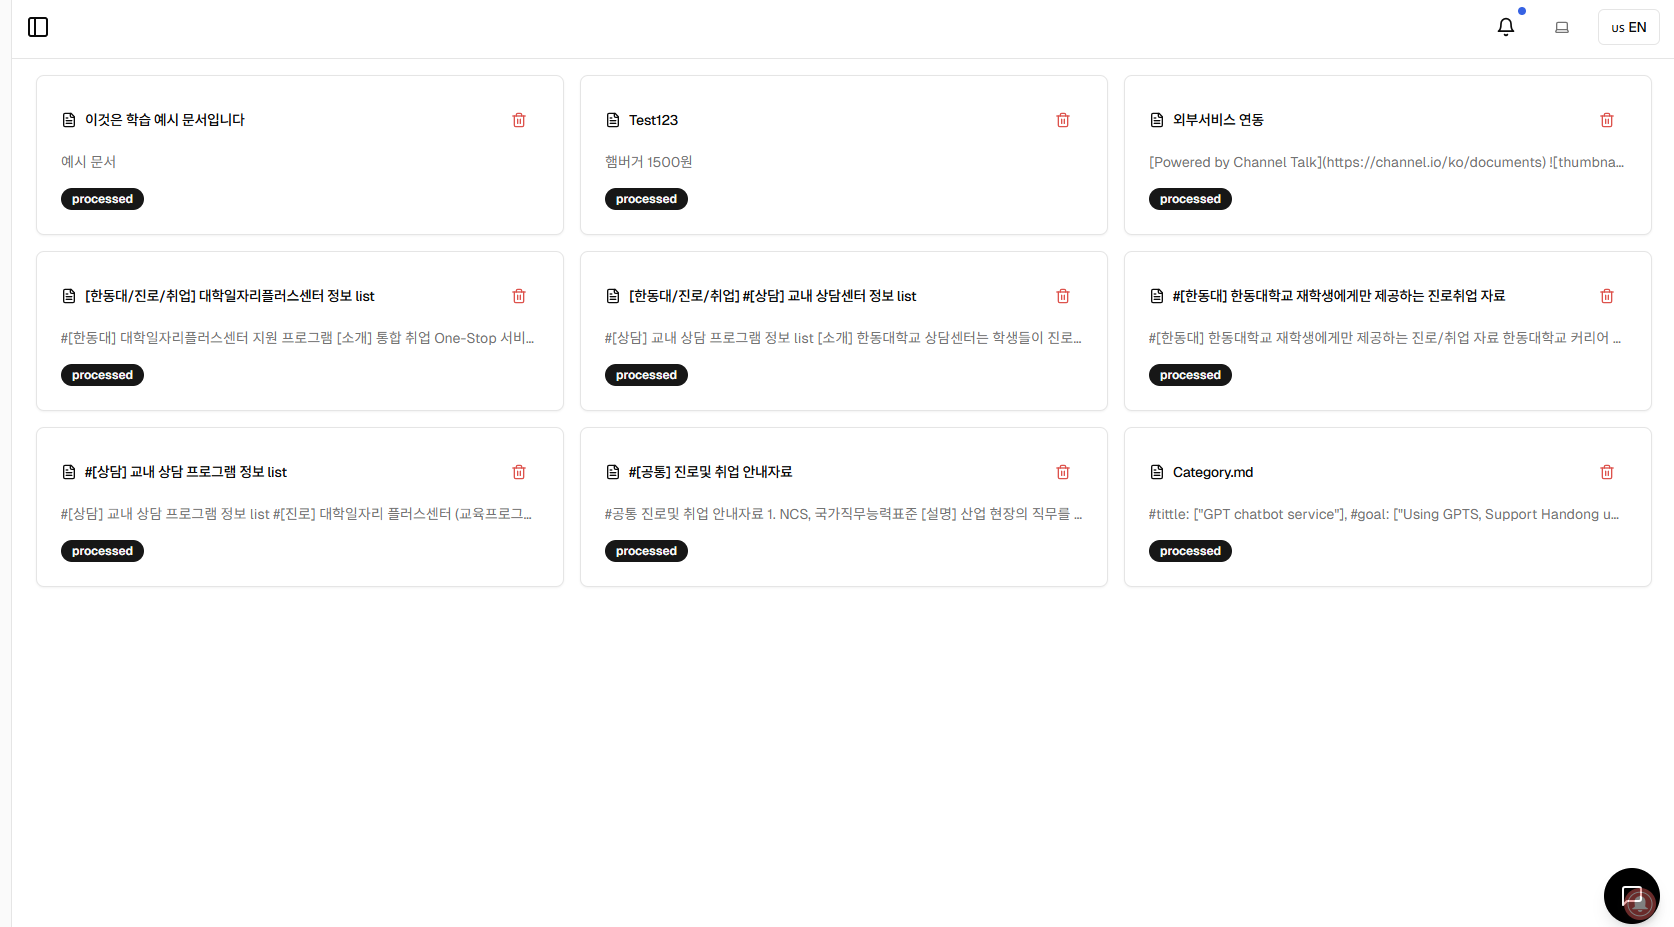 us EN
이것은 학습 예시 문서입니다
예시 문서
processed
Test123
햄버거 1500원
processed
외부서비스 연동
[Powered by Channel Talk](https://channel.io/ko/documents) ![thumbna...
processed
[한동대/진로/취업] 대학일자리플러스센터 정보 list
#[한동대] 대학일자리플러스센터 지원 프로그램 [소개] 통합 취업 One-Stop 서비...
processed
[한동대/진로/취업] #[상담] 교내 상담센터 정보 list
#[상담] 교내 상담 프로그램 정보 list [소개] 한동대학교 상담센터는 학생들이 진로...
processed
#[한동대] 한동대학교 재학생에게만 제공하는 진로취업 자료
#[한동대] 한동대학교 재학생에게만 제공하는 진로/취업 자료 한동대학교 커리어 ...
processed
#[상담] 교내 상담 프로그램 정보 list
#[상담] 교내 상담 프로그램 정보 list #[진로] 대학일자리 플러스센터 (교육프로그...
processed
#[공통] 진로및 취업 안내자료
#공통 진로및 취업 안내자료 1. NCS, 국가직무능력표준 [설명] 산업 현장의 직무를 ...
processed
Category.md
#tittle: ["GPT chatbot service"], #goal: ["Using GPTS, Support Handong u...
processed